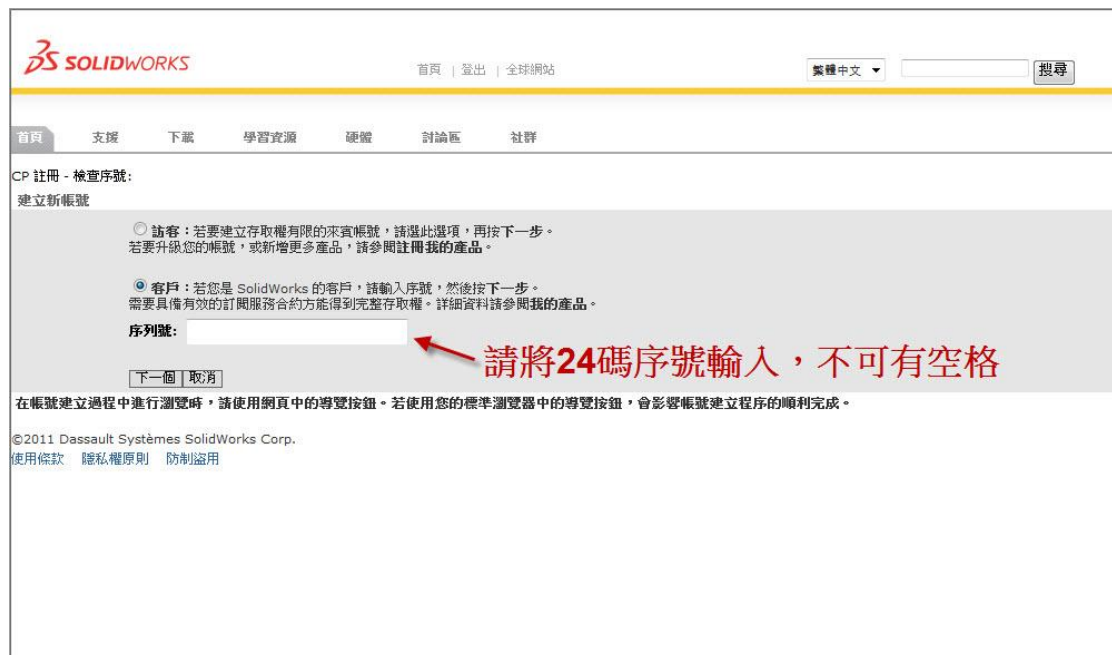 3S SOLIDWORKS
首頁 | 登出 | 全球網站
繁體中文
搜尋
首頁 支援 下載 學習資源 硬體 討論區 社群
CP 註冊 - 檢查序號:
建立新帳號
訪客：若要建立存取權有限的來賓帳號，請選此選項，再按下一步。
若要升級您的帳號，或新增更多產品，請參閱註冊我的產品。
客戶：若您是 SolidWorks 的客戶，請輸入序號，然後按下一步。
需要具備有效的訂閱服務合約方能得到完整存取權。詳細資料請參閱我的產品。
序列號:
請將24碼序號輸入，不可有空格
下一個 取消
在帳號建立過程中進行瀏覽時，請使用網頁中的導覽按鈕。若使用您的標準瀏覽器中的導覽按鈕，會影響帳號建立程序的順利完成。
©2011 Dassault Systèmes SolidWorks Corp.
使用條款 隱私權原則 防制盜用